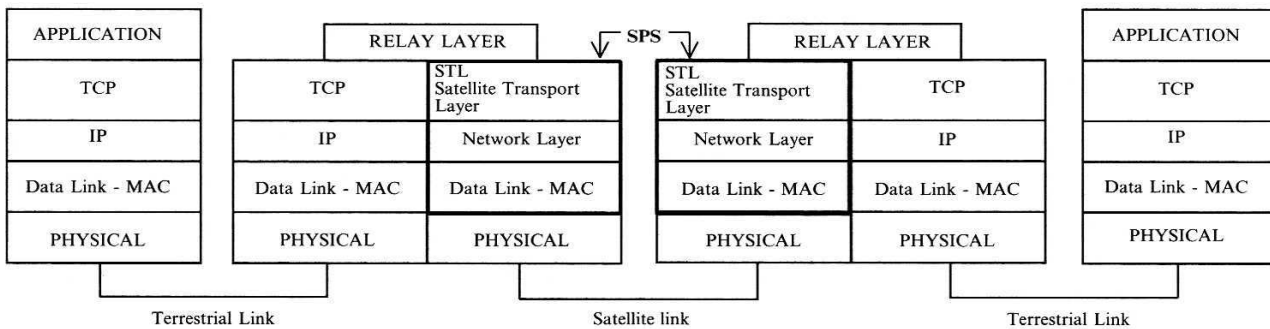 APPLICATION
RELAY LAYER
SPS
RELAY LAYER
APPLICATION
TCP
TCP
STL
Satellite Transport
Layer
STL
Satellite Transport
Layer
TCP
TCP
IP
IP
Network Layer
Network Layer
IP
IP
Data Link - MAC
Data Link - MAC
Data Link - MAC
Data Link - MAC
Data Link - MAC
Data Link - MAC
PHYSICAL
PHYSICAL
PHYSICAL
PHYSICAL
PHYSICAL
PHYSICAL
Terrestrial Link
Satellite link
Terrestrial Link